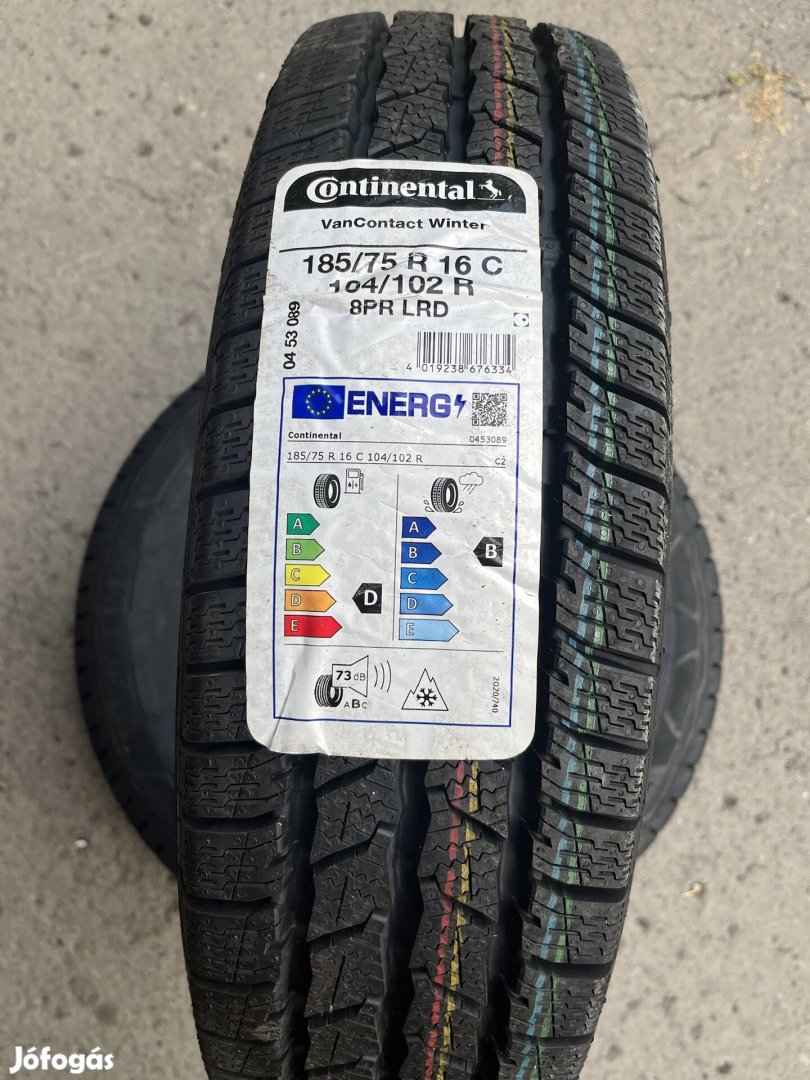 Continental
VanContact Winter
185/75 R 16 C
104/102 R
8PR LRD
04 53 089
4 019238 676334
ENERG
Continental 0453089
185/75 R 16 C 104/102 R C2
A
B
C
D
E
D
A
B
C
D
E
B
73 dB
ABC
2020/740
Jófogás